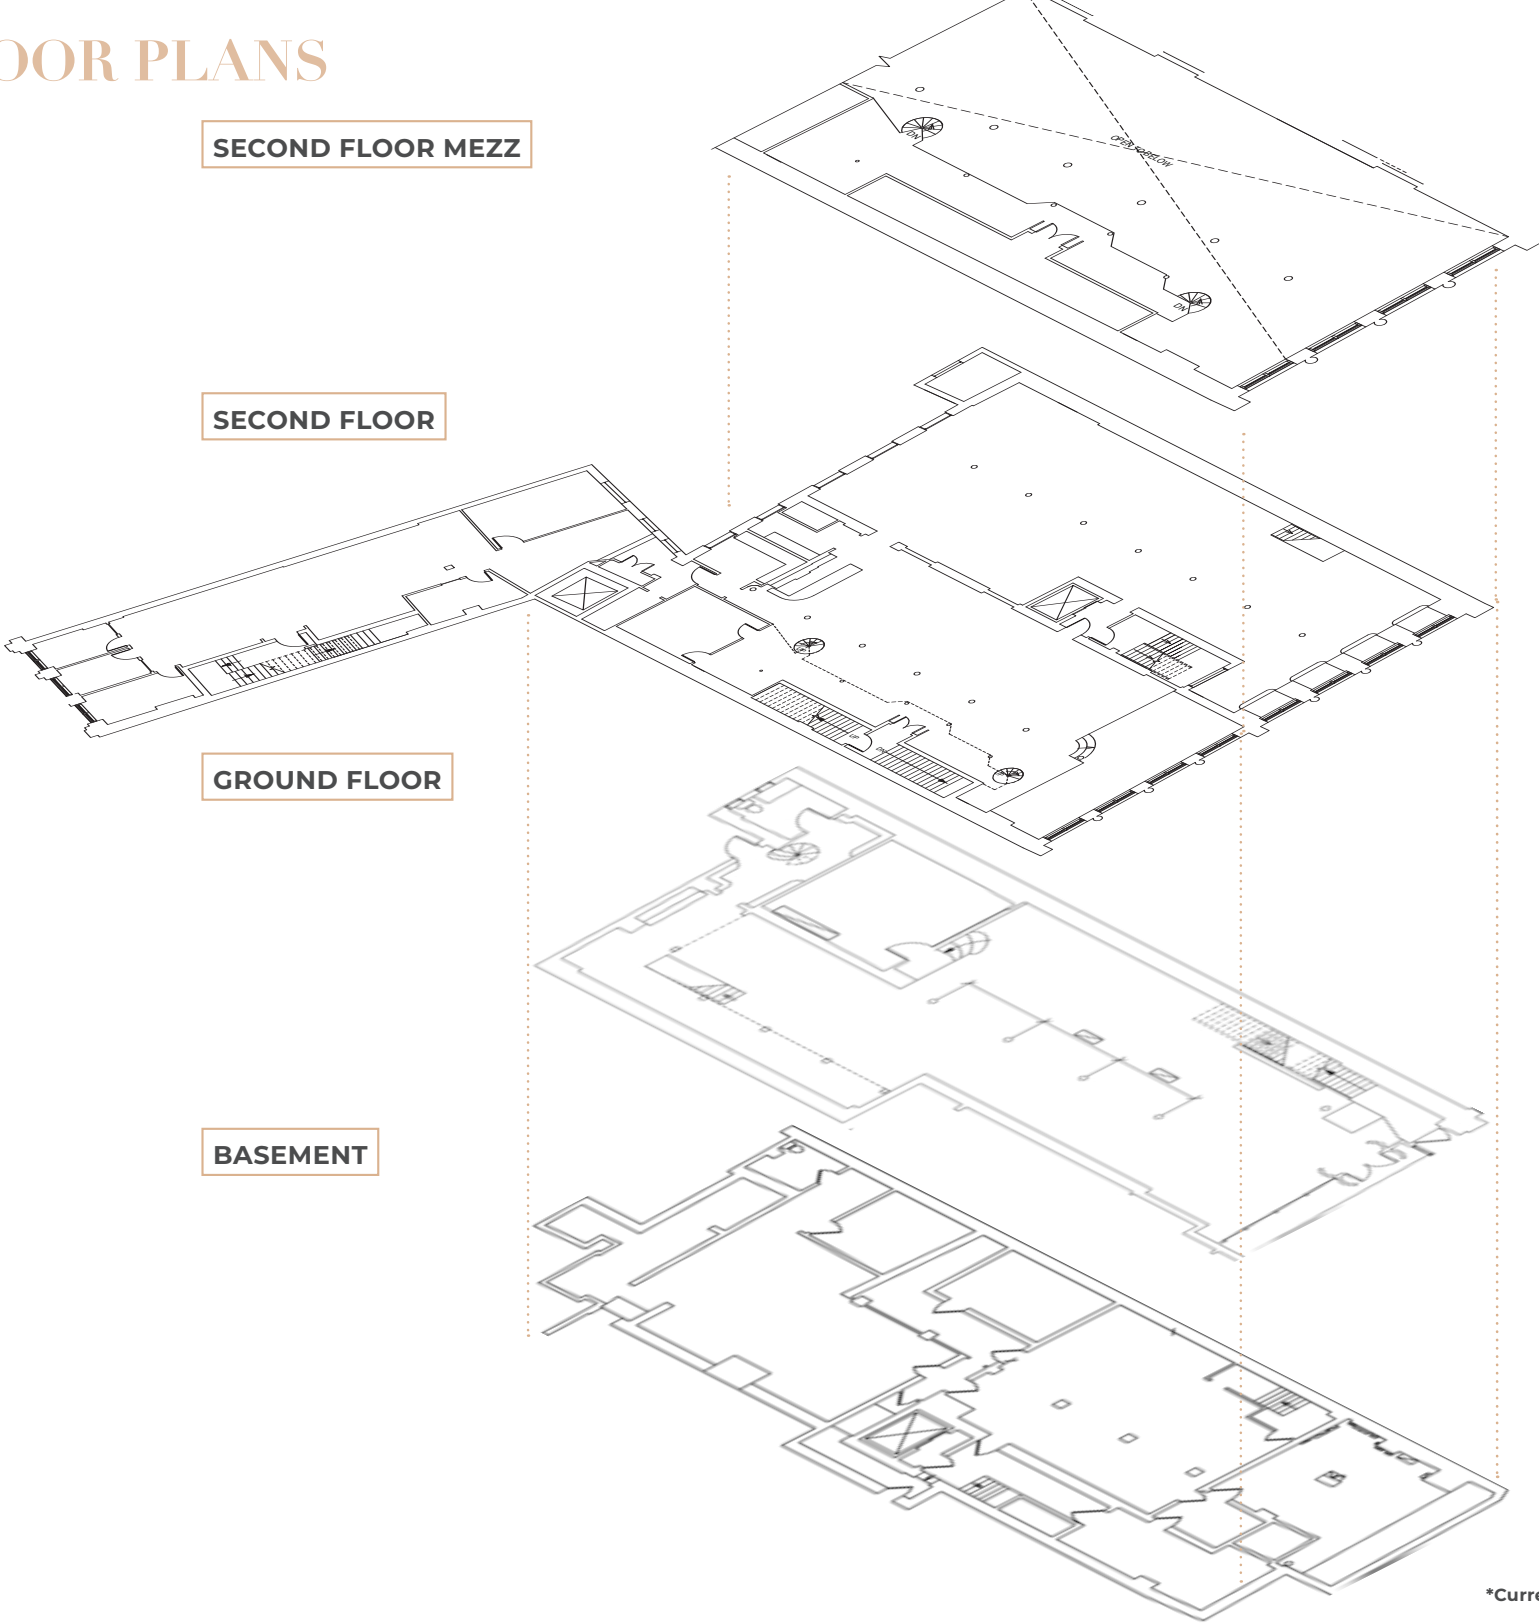 OOR PLANS
SECOND FLOOR MEZZ
DN
OPEN TO BELOW
DN
SECOND FLOOR
UP
DN
GROUND FLOOR
BASEMENT
*Curre